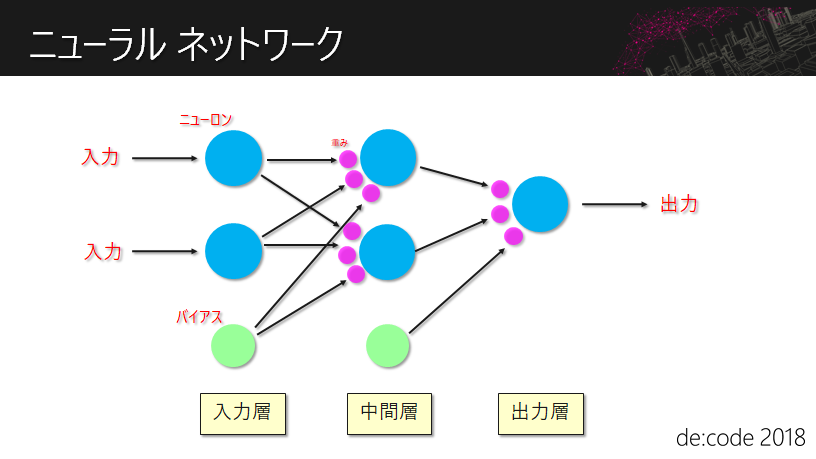 ニューラル ネットワーク
ニューロン
重み
入力
出力
入力
バイアス
入力層
中間層
出力層
de:code 2018